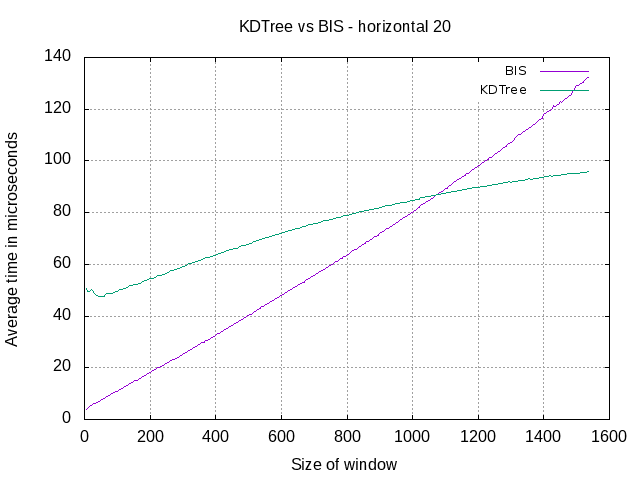 KDTree vs BIS - horizontal 20
BIS
KDTree
140
120
100
80
60
40
20
0
Average time in microseconds
0 200 400 600 800 1000 1200 1400 1600
Size of window